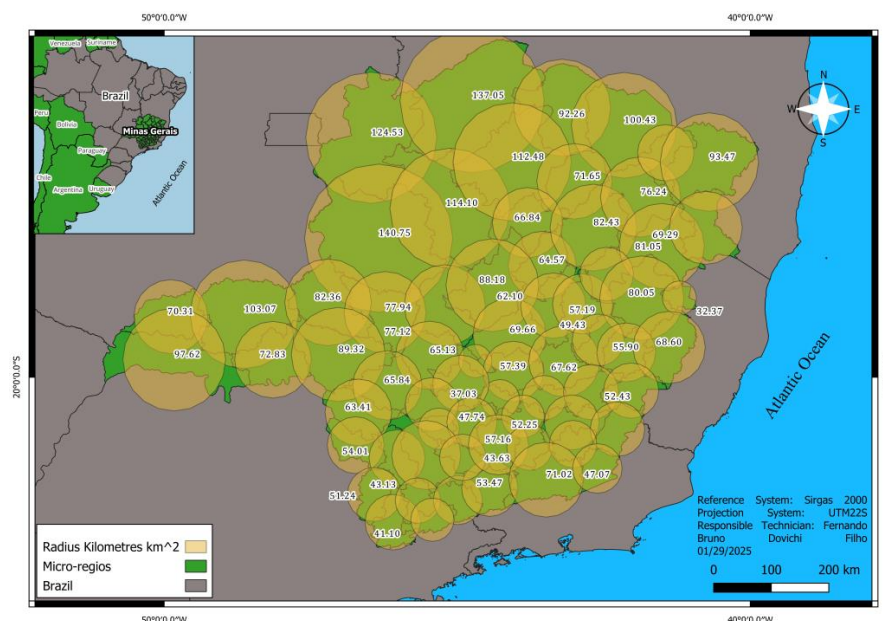 50°0'0.0"W 40°0'0.0"W
Venezuela Suriname
Brazil
Peru
Bolivia
Minas Gerais
Paraguay
Chile
Argentina
Uruguay
Atlantic Ocean
N
W E
S
137.05
92.26
124.53
100.43
112.48
93.47
71.65
76.24
114.10
66.84
82.43
140.75
69.29
81.05
64.57
88.18
80.05
82.36
62.10
103.07
77.94
70.31
57.19
32.37
49.43
77.12
69.66
68.60
89.32
65.13
55.90
97.62
72.83
57.39
67.62
65.84
37.03
52.43
63.41
47.74
52.25
57.16
54.01
43.63
71.02
47.07
43.13
53.47
51.24
41.10
20°0'0.0"S
Atlantic Ocean
Reference System: Sirgas 2000
Projection System: UTM22S
Responsible Technician: Fernando
Bruno Dovichi Filho
01/29/2025
0 100 200 km
Radius Kilometres km^2
Micro-regios
Brazil
50°0'0.0"W 40°0'0.0"W